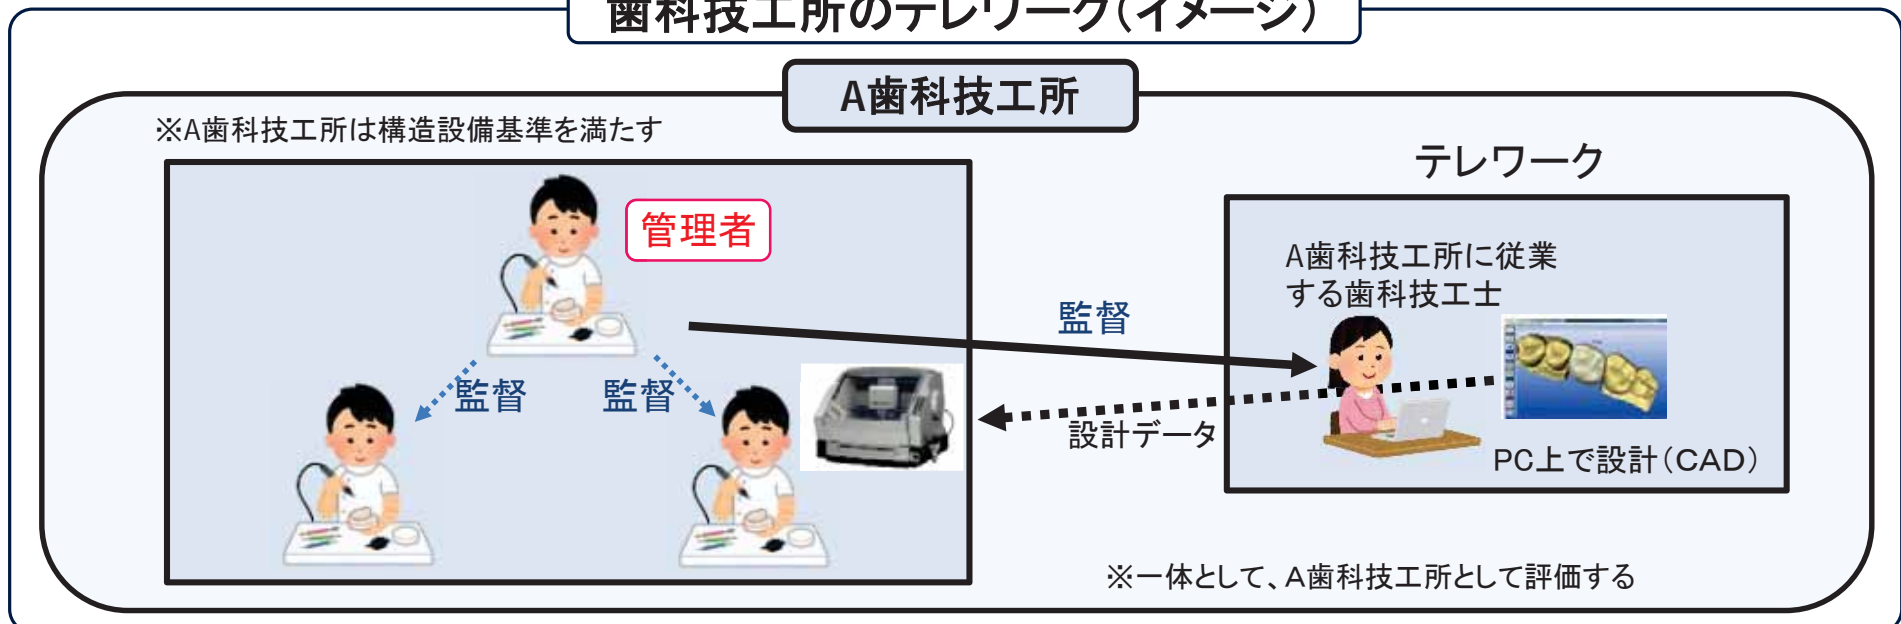 歯科技工所のテレワーク(イメージ)
A歯科技工所
※A歯科技工所は構造設備基準を満たす
テレワーク
管理者
A歯科技工所に従業
する歯科技工士
監督
監督
監督
設計データ
PC上で設計(CAD)
※一体として、A歯科技工所として評価する